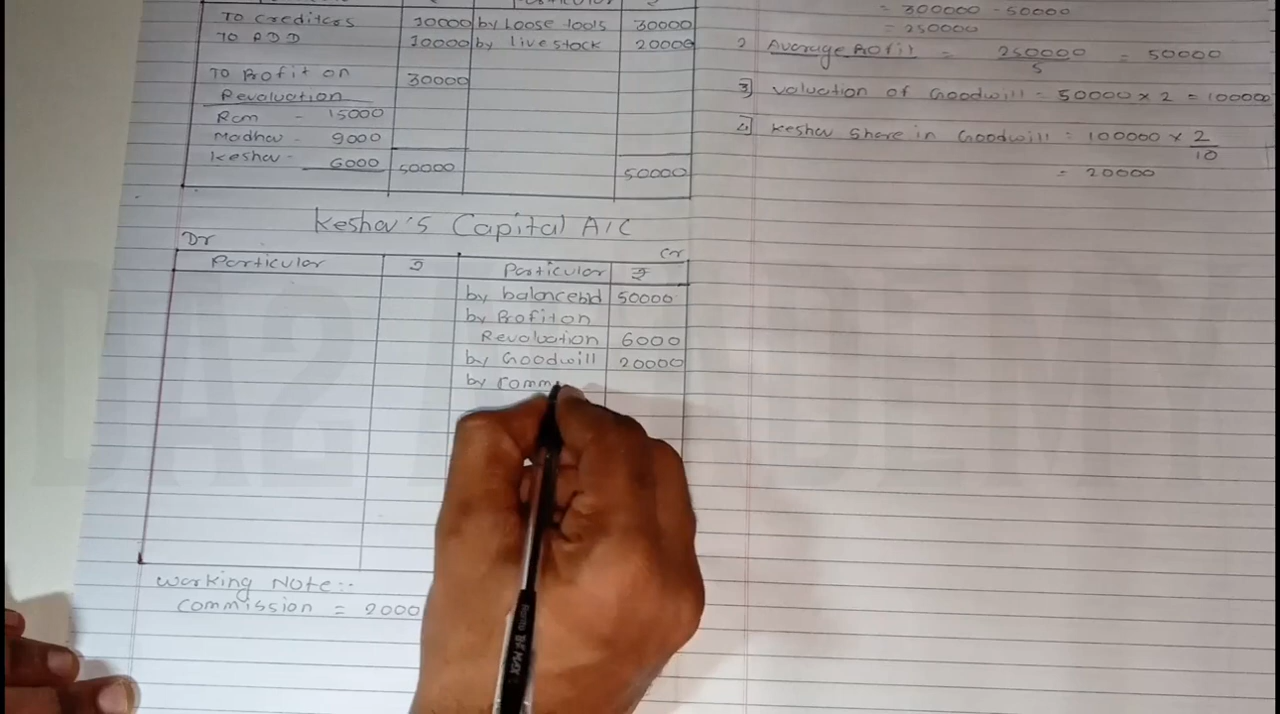 To Creditors 10000 by Loose tools 30000
To RDD 10000 by livestock 20000
To Profit on 30000
Revaluation
Ram - 15000
Madhav - 9000
Keshav - 6000 50000 50000
= 300000 - 50000
= 250000
2 Average Profit = 250000 / 5 = 50000
3] valuation of Goodwill = 50000 x 2 = 100000
4] Keshav share in Goodwill = 100000 x 2 / 10
= 20000
Keshav's Capital A/C
Dr Cr
Particular ₹ Particular ₹
by balance b/d 50000
by Profit on
Revaluation 6000
by Goodwill 20000
by comm
Working Note:-
Commission = 2000